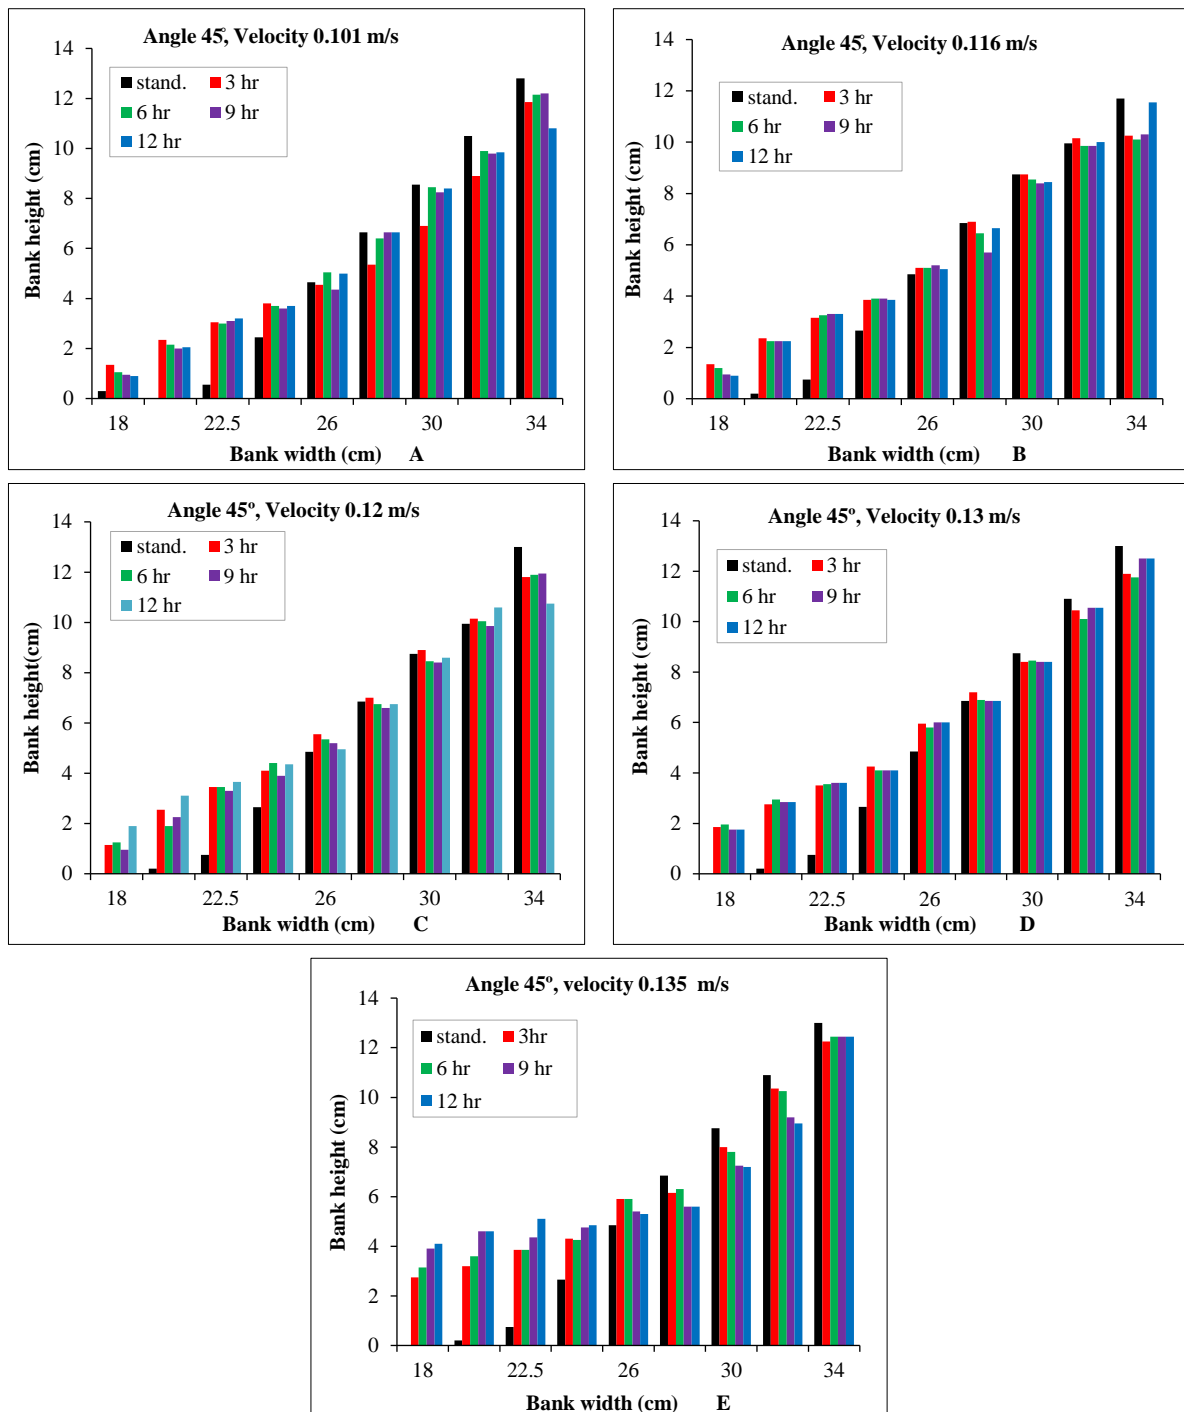 Angle 45°, Velocity 0.101 m/s
14
12
10
8
6
4
2
0
Bank height (cm)
stand. 3 hr
6 hr 9 hr
12 hr
18 22.5 26 30 34
Bank width (cm) A
Angle 45°, Velocity 0.116 m/s
14
12
10
8
6
4
2
0
Bank height (cm)
stand. 3 hr
6 hr 9 hr
12 hr
18 22.5 26 30 34
Bank width (cm) B
Angle 45º, Velocity 0.12 m/s
14
12
10
8
6
4
2
0
Bank height(cm)
stand. 3 hr
6 hr 9 hr
12 hr
18 22.5 26 30 34
Bank width (cm) C
Angle 45º, Velocity 0.13 m/s
14
12
10
8
6
4
2
0
Bank height (cm)
stand. 3 hr
6 hr 9 hr
12 hr
18 22.5 26 30 34
Bank width (cm) D
Angle 45º, velocity 0.135 m/s
14
12
10
8
6
4
2
0
Bank height (cm)
stand. 3hr
6 hr 9 hr
12 hr
18 22.5 26 30 34
Bank width (cm) E